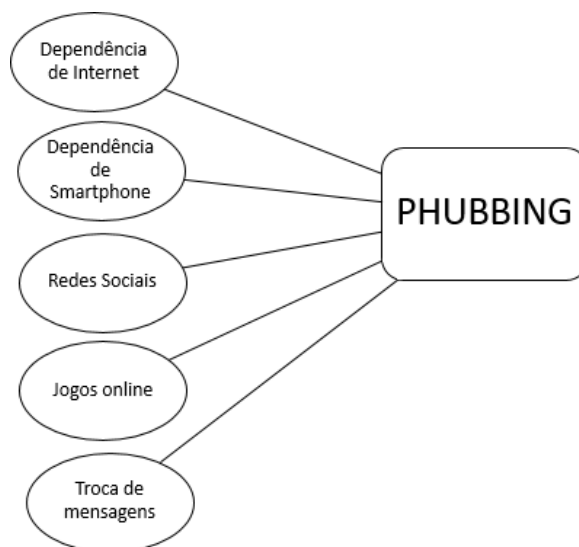 Dependência
de Internet
Dependência
de
Smartphone
PHUBBING
Redes Sociais
Jogos online
Troca de
mensagens